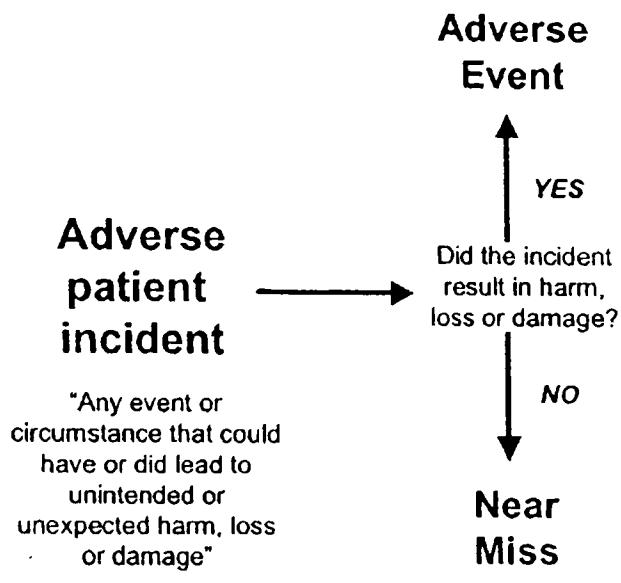 Adverse
Event
YES
Adverse
patient
incident
Did the incident
result in harm,
loss or damage?
"Any event or
circumstance that could
have or did lead to
unintended or
unexpected harm, loss
or damage"
NO
Near
Miss